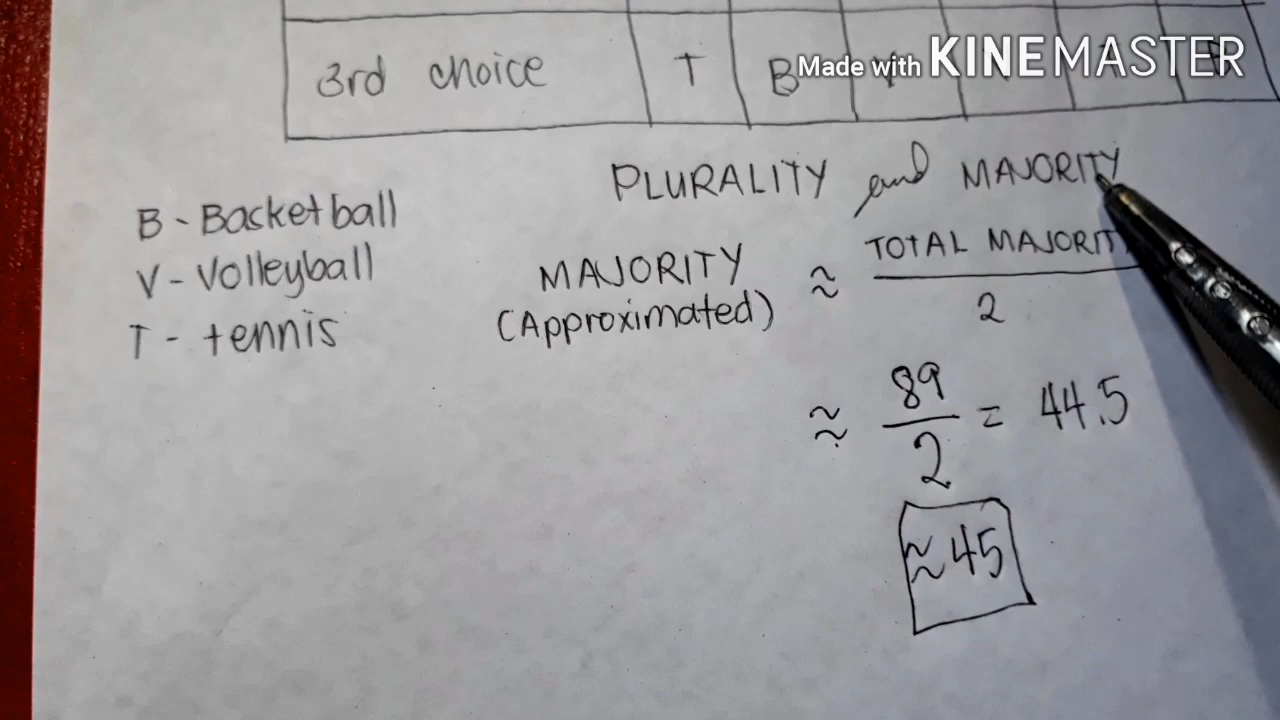 3rd choice T B V B
Made with KINEMASTER
PLURALITY and MAJORITY
B - Basketball
V - Volleyball
T - tennis
MAJORITY ≈ TOTAL MAJORIT
(Approximated) 2
≈ 89
2 = 44.5
≈ 45